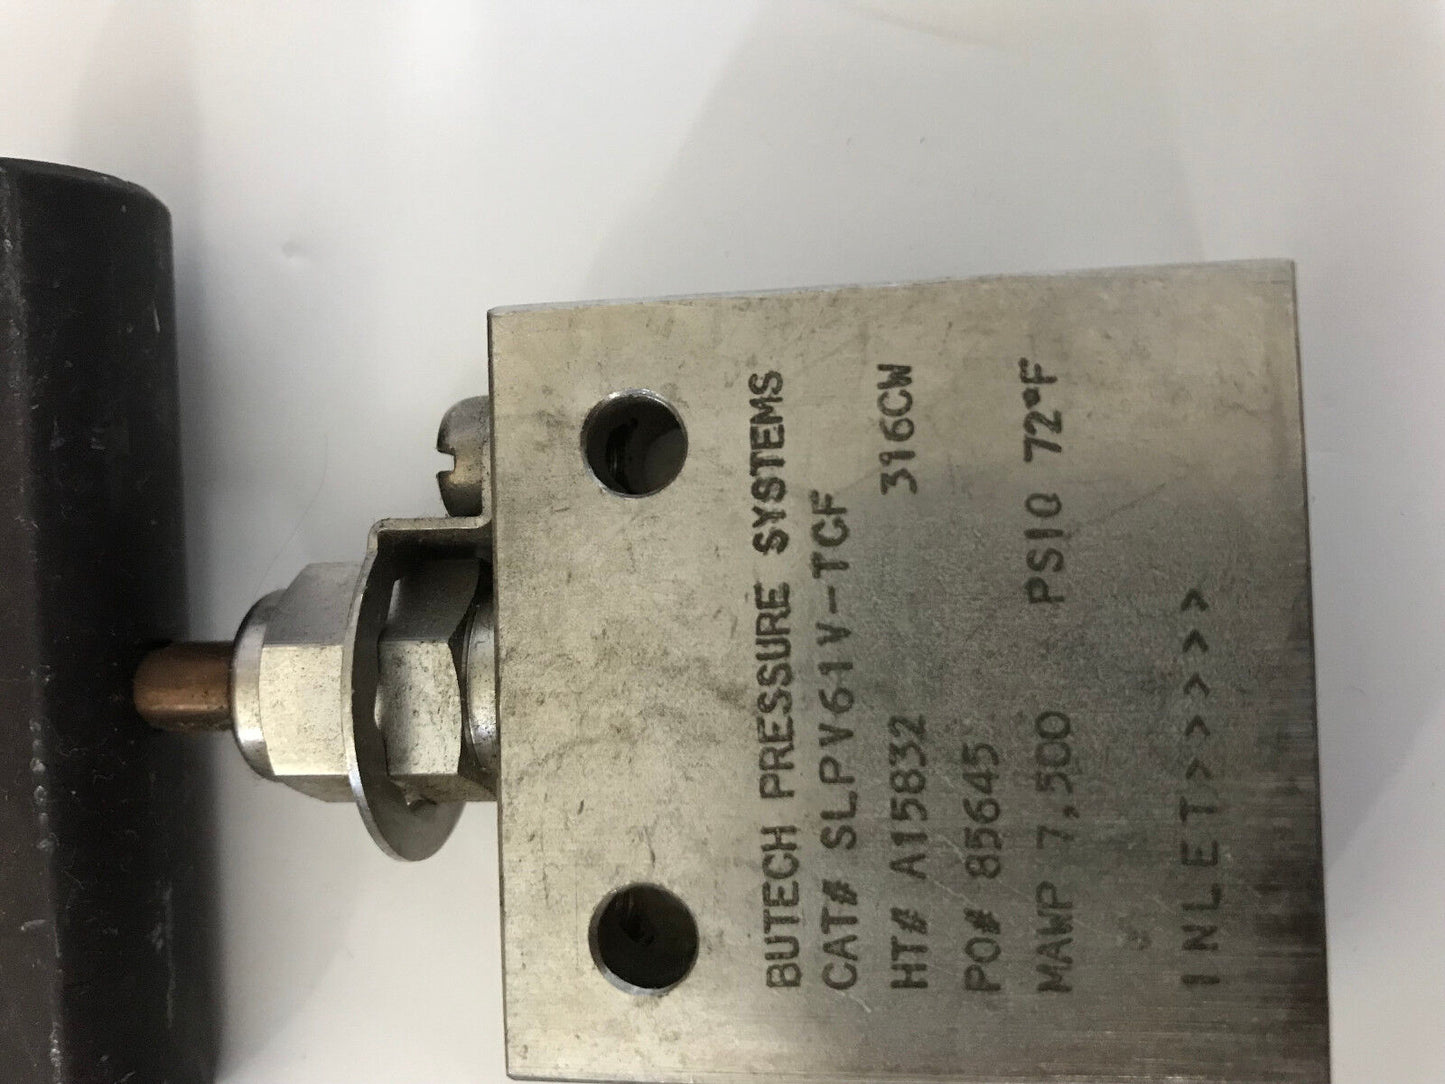 BUTECH PRESSURE SYSTEMS
CAT# SLPV61V-TCF
HT# A15832 316CW
PO# 85645
MAWP 7,500 PSIG 72°F
INLET>>>>>>